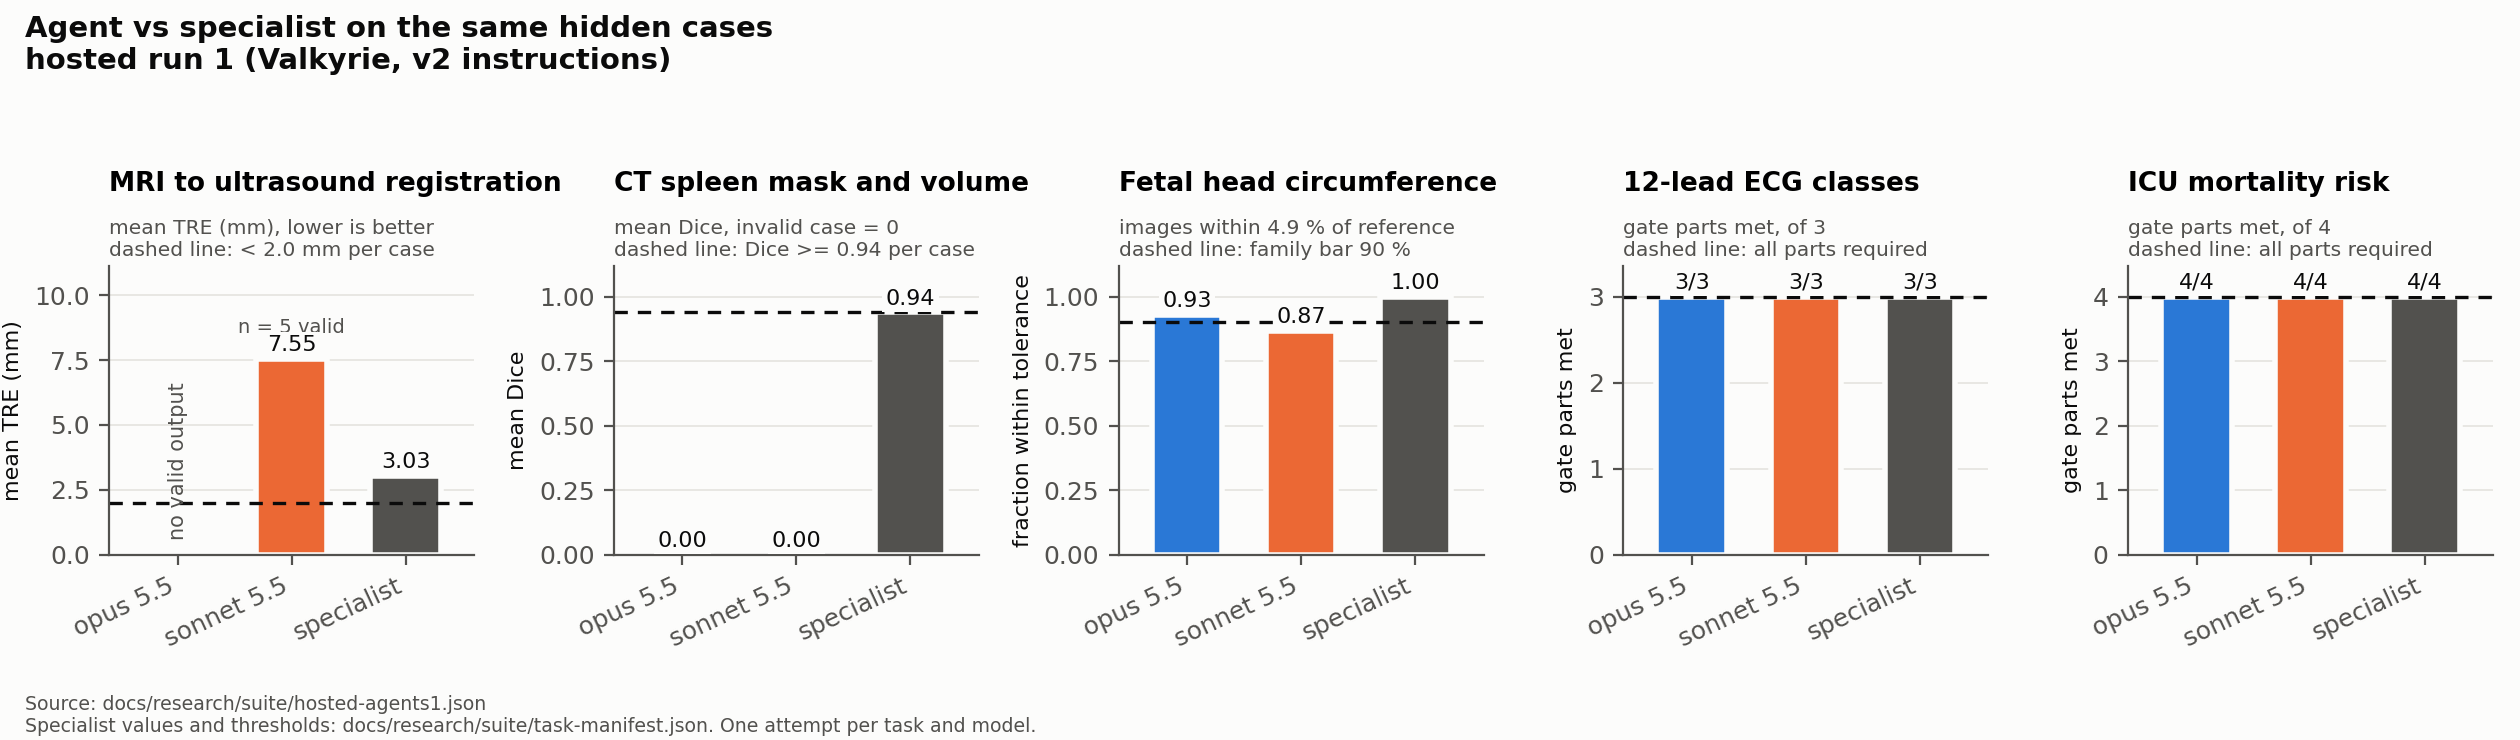 Agent vs specialist on the same hidden cases
hosted run 1 (Valkyrie, v2 instructions)
MRI to ultrasound registration
mean TRE (mm), lower is better
dashed line: < 2.0 mm per case
mean TRE (mm)
10.0
7.5
5.0
2.5
0.0
no valid output
n = 5 valid
7.55
3.03
opus 5.5
sonnet 5.5
specialist
CT spleen mask and volume
mean Dice, invalid case = 0
dashed line: Dice >= 0.94 per case
mean Dice
1.00
0.75
0.50
0.25
0.00
0.00
0.00
0.94
opus 5.5
sonnet 5.5
specialist
Fetal head circumference
images within 4.9 % of reference
dashed line: family bar 90 %
fraction within tolerance
1.00
0.75
0.50
0.25
0.00
0.93
0.87
1.00
opus 5.5
sonnet 5.5
specialist
12-lead ECG classes
gate parts met, of 3
dashed line: all parts required
gate parts met
3
2
1
0
3/3
3/3
3/3
opus 5.5
sonnet 5.5
specialist
ICU mortality risk
gate parts met, of 4
dashed line: all parts required
gate parts met
4
3
2
1
0
4/4
4/4
4/4
opus 5.5
sonnet 5.5
specialist
Source: docs/research/suite/hosted-agents1.json
Specialist values and thresholds: docs/research/suite/task-manifest.json. One attempt per task and model.